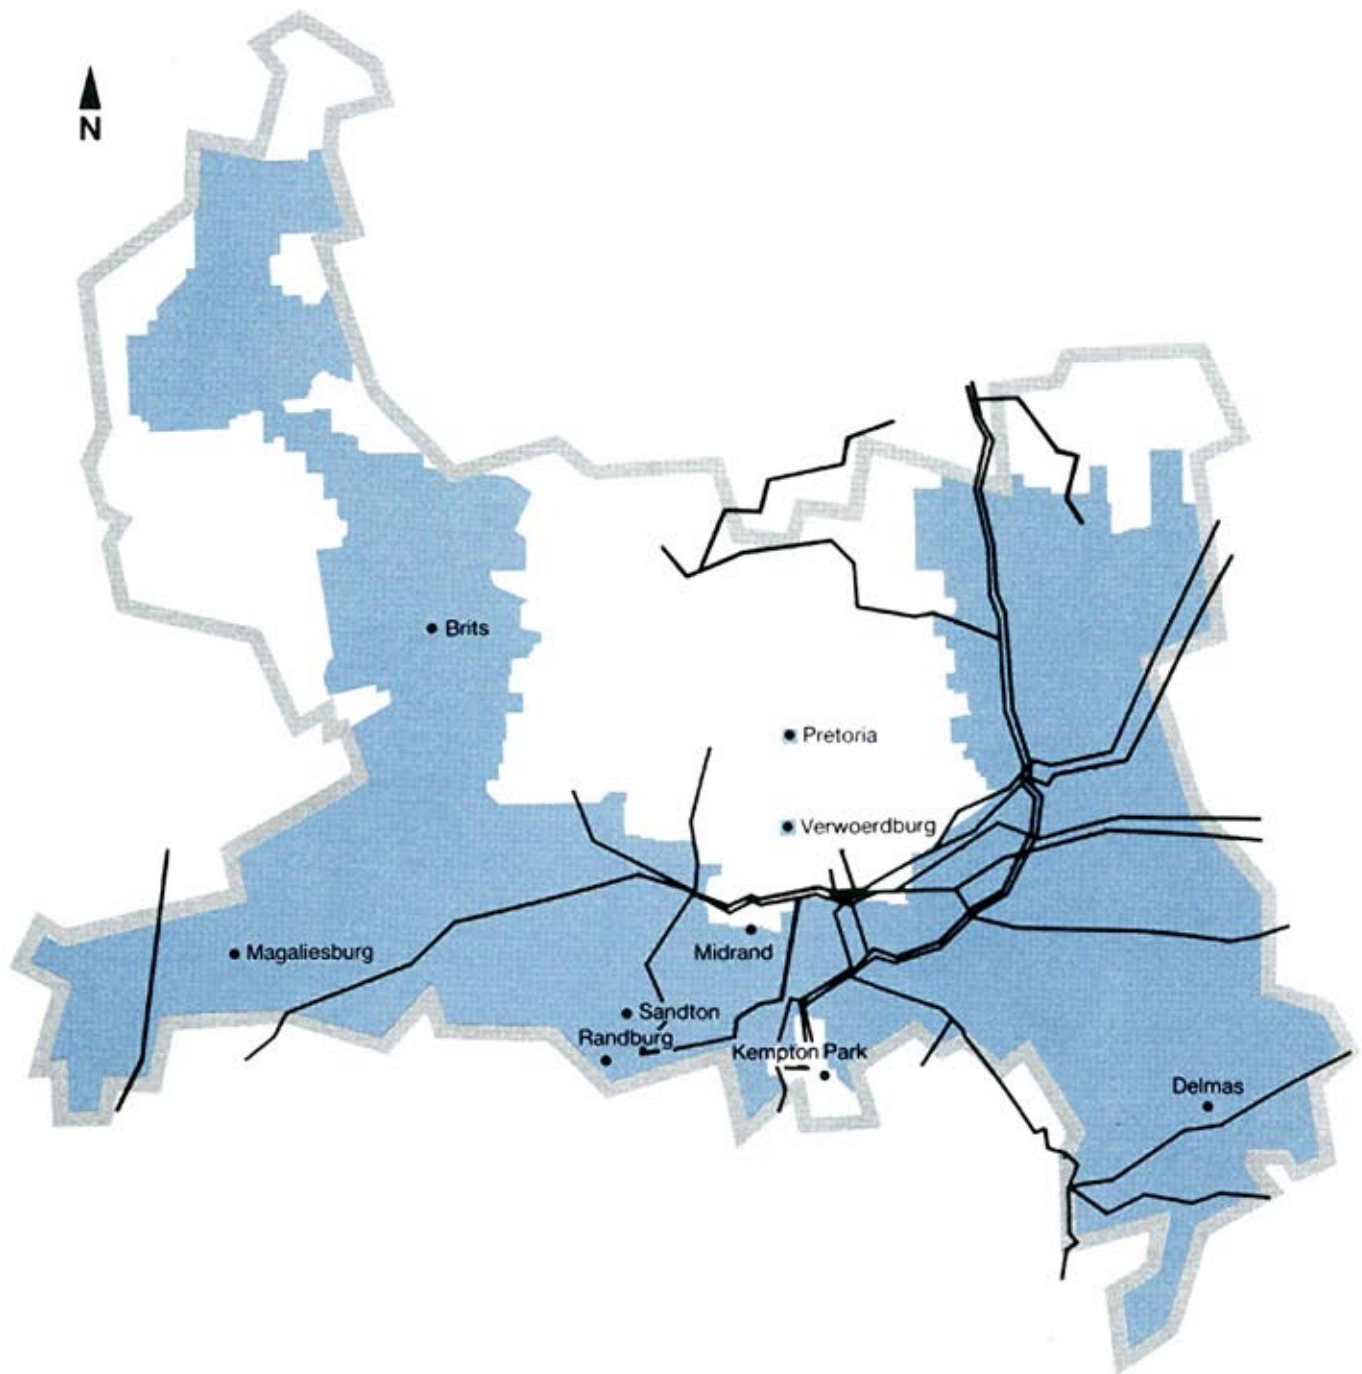 N
Brits
Pretoria
Verwoerdburg
Midrand
Magaliesburg
Sandton
Randburg
Kempton Park
Delmas